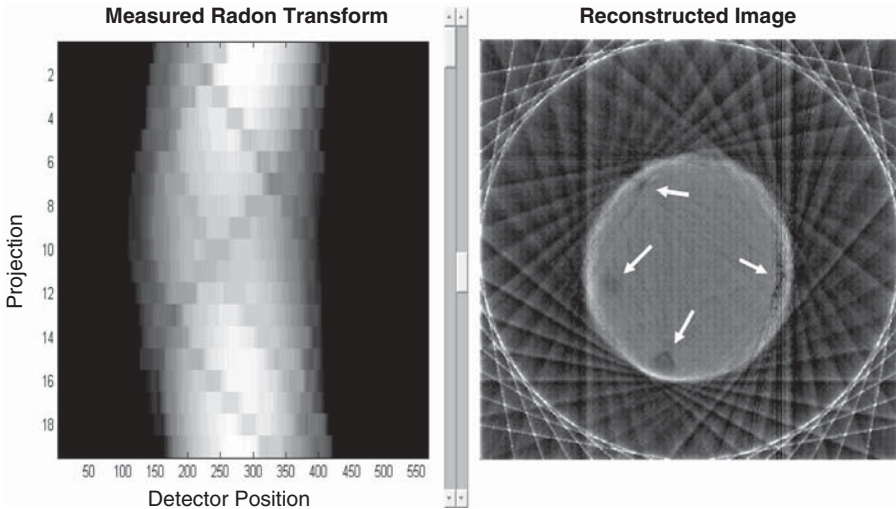 Measured Radon Transform
Reconstructed Image
Projection
2
4
6
8
10
12
14
16
18
50 100 150 200 250 300 350 400 450 500 550
Detector Position